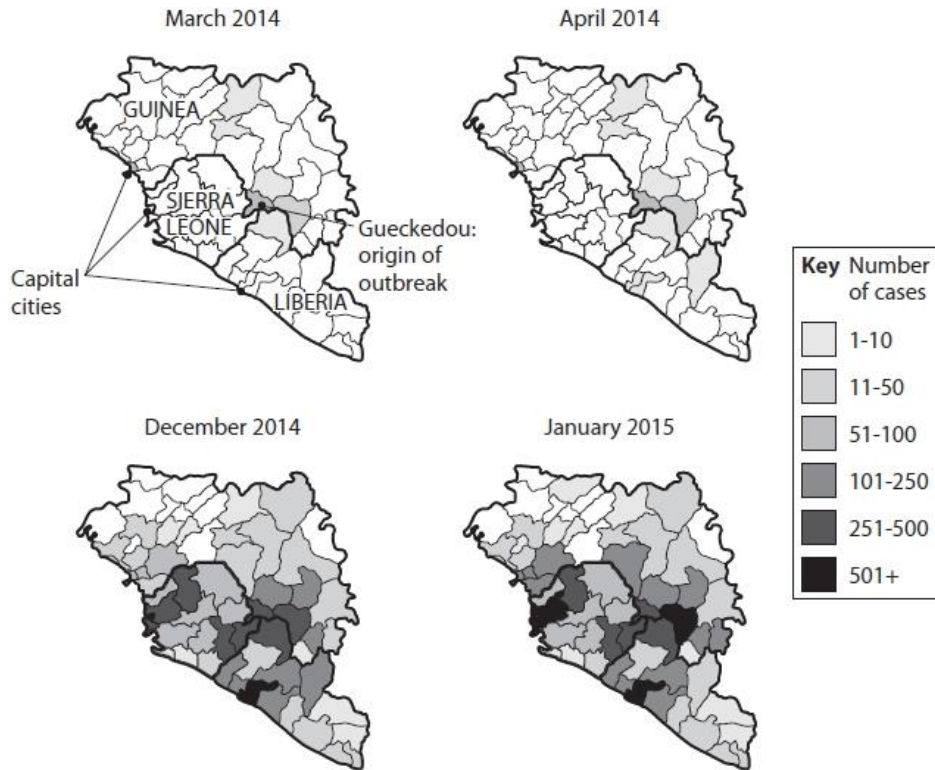 March 2014
April 2014
GUINEA
SIERRA
LEONE
LIBERIA
Capital
cities
Gueckedou:
origin of
outbreak
Key Number
of cases
1-10
11-50
51-100
101-250
251-500
501+
December 2014
January 2015